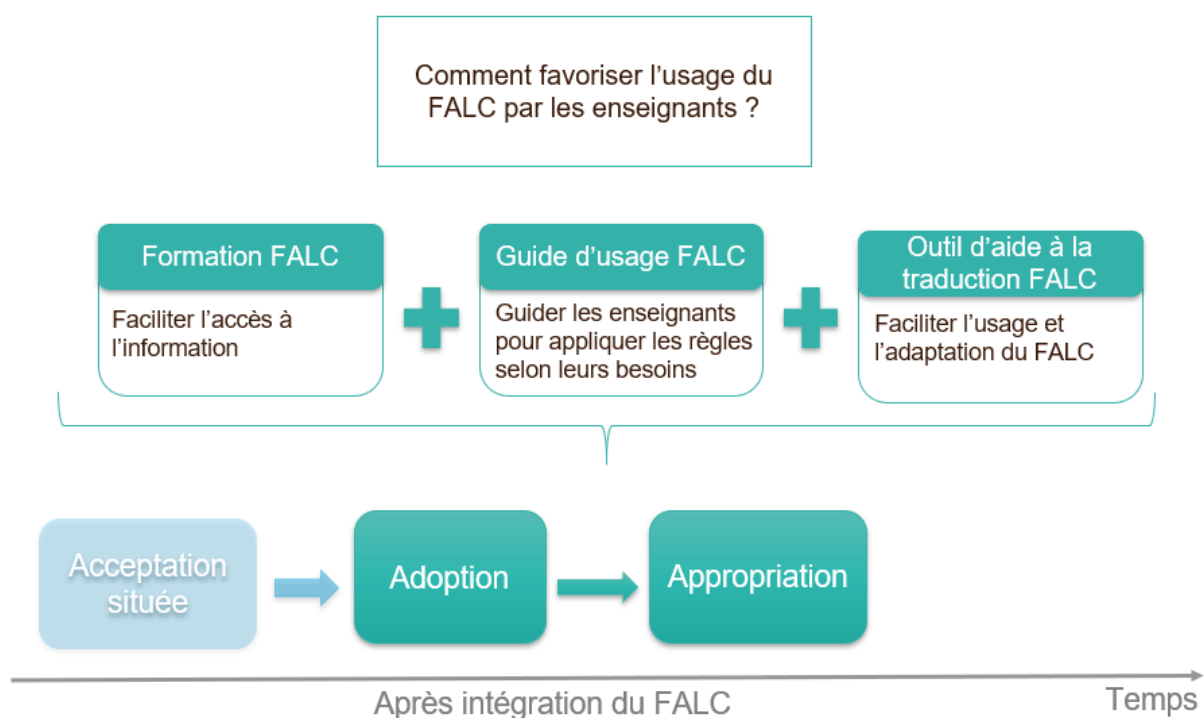 Comment favoriser l'usage du
FALC par les enseignants ?
Formation FALC
Faciliter l'accès à
l'information
Guide d'usage FALC
Guider les enseignants
pour appliquer les règles
selon leurs besoins
Outil d'aide à la
traduction FALC
Faciliter l'usage et
l'adaptation du FALC
Acceptation
située
Adoption
Appropriation
Après intégration du FALC
Temps